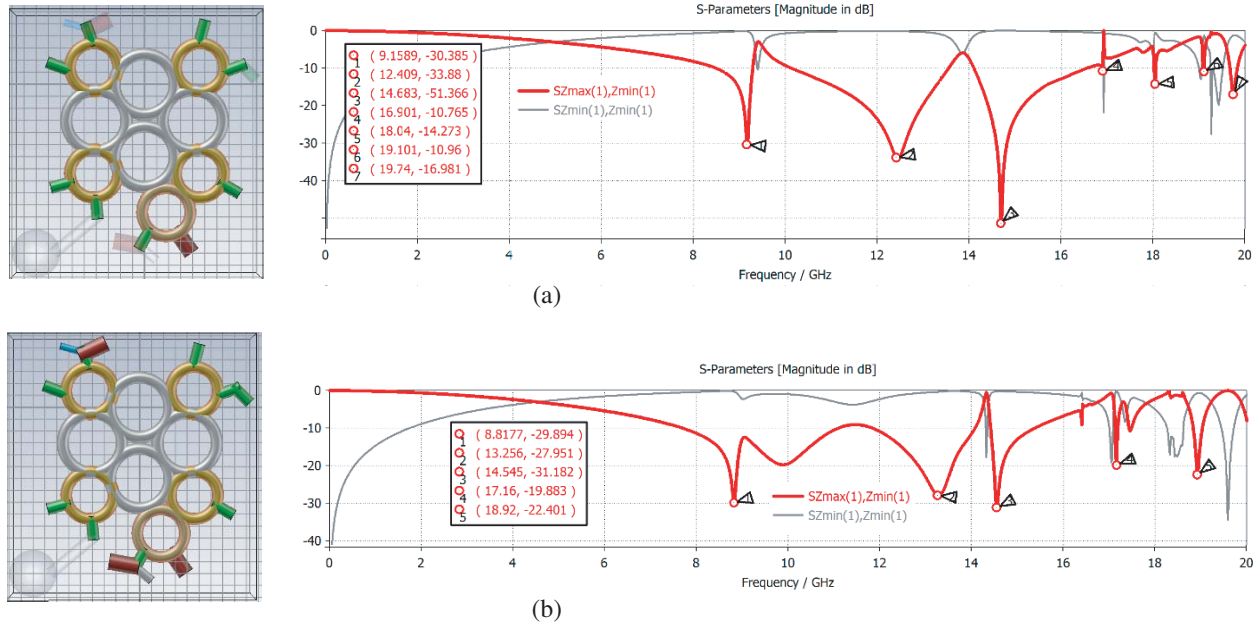 S-Parameters [Magnitude in dB]
0
-10
-20
-30
-40
1 ( 9.1589, -30.385 )
2 ( 12.409, -33.88 )
3 ( 14.683, -51.366 )
4 ( 16.901, -10.765 )
5 ( 18.04, -14.273 )
6 ( 19.101, -10.96 )
7 ( 19.74, -16.981 )
SZmax(1),Zmin(1)
SZmin(1),Zmin(1)
0 2 4 6 8 10 12 14 16 18 20
Frequency / GHz
(a)
S-Parameters [Magnitude in dB]
0
-10
-20
-30
-40
1 ( 8.8177, -29.894 )
2 ( 13.256, -27.951 )
3 ( 14.545, -31.182 )
4 ( 17.16, -19.883 )
5 ( 18.92, -22.401 )
SZmax(1),Zmin(1)
SZmin(1),Zmin(1)
0 2 4 6 8 10 12 14 16 18 20
Frequency / GHz
(b)